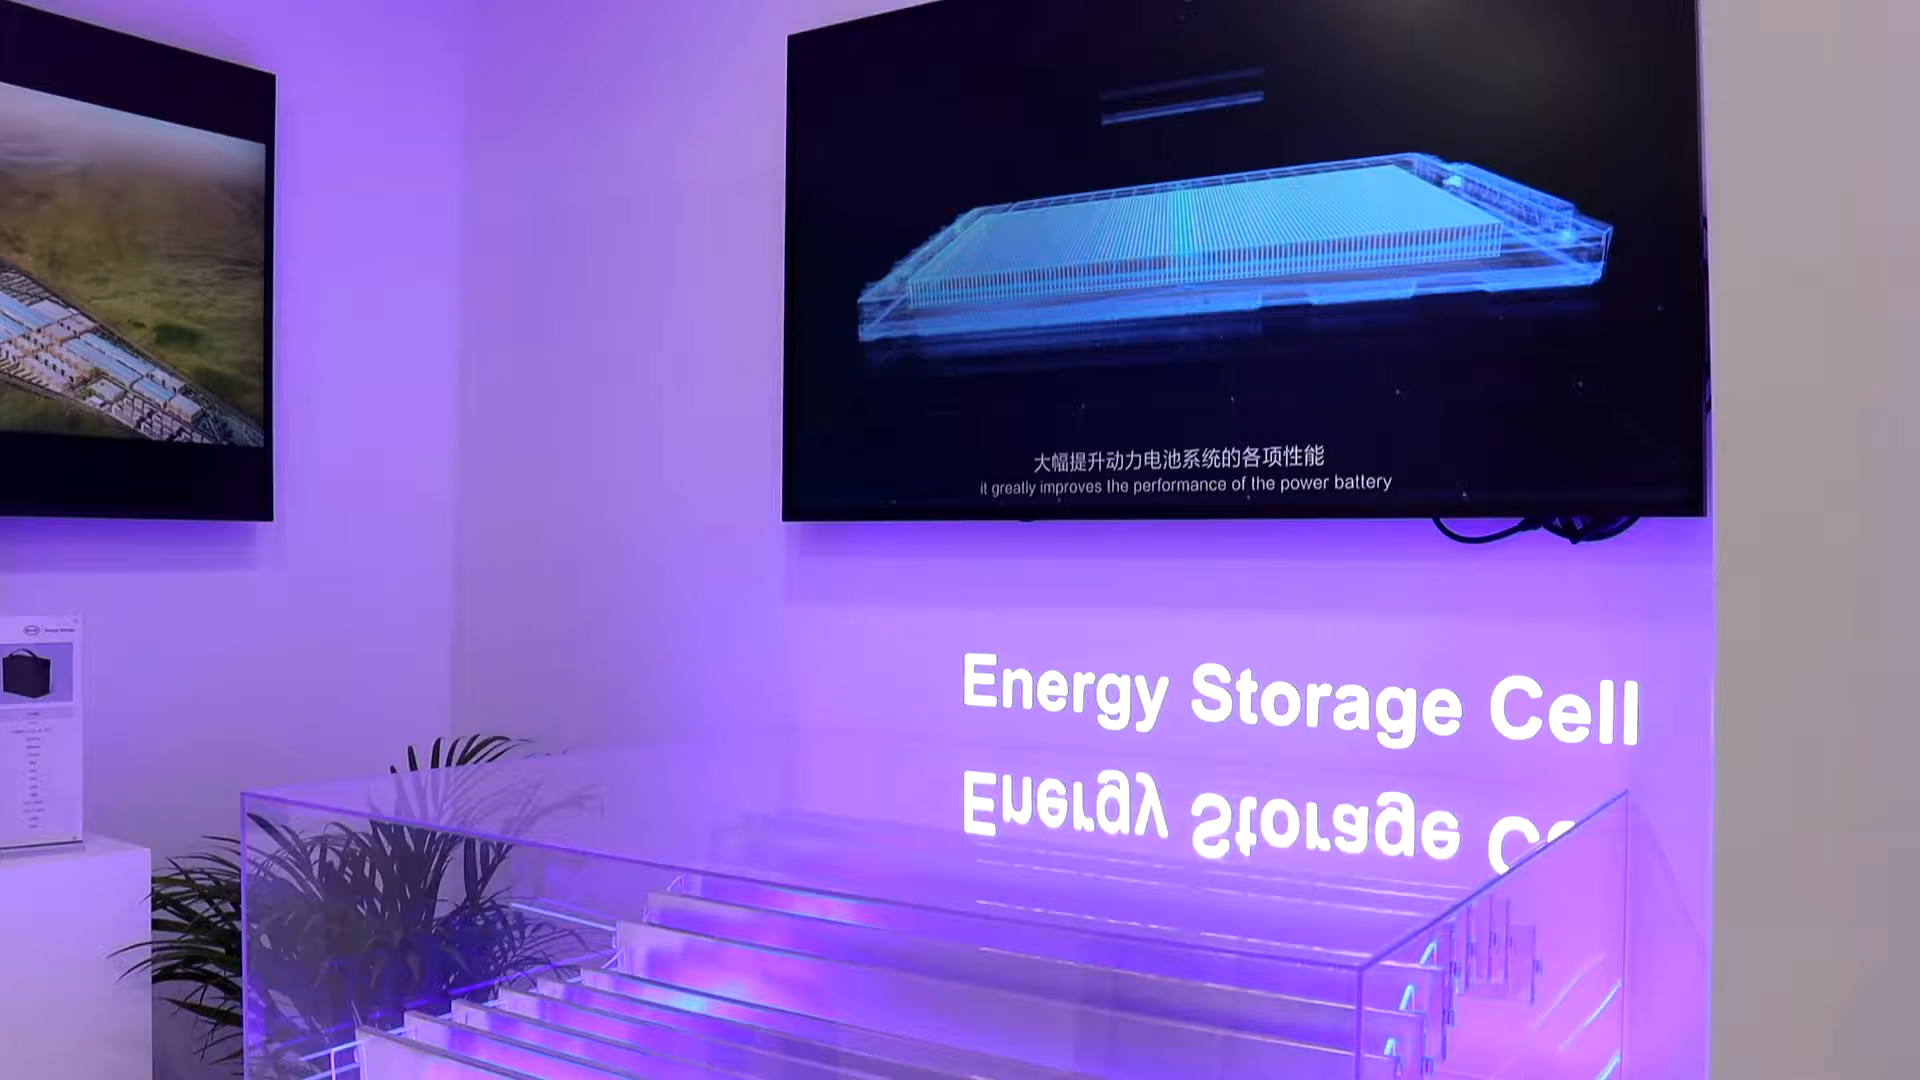 大幅提升动力电池系统的各项性能
it greatly improves the performance of the power battery
Energy Storage Cell